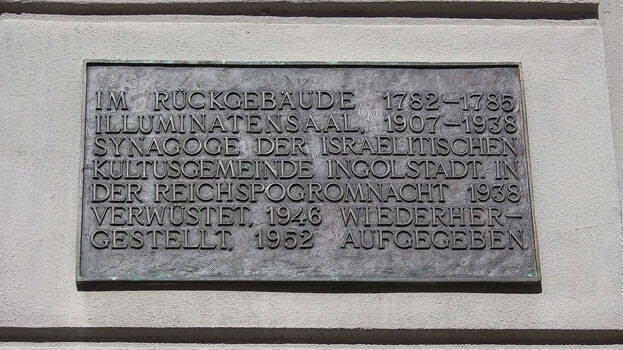 IM RÜCKGEBÄUDE 1782–1785
ILLUMINATENSAAL, 1907–1938
SYNAGOGE DER ISRAELITISCHEN
KULTUSGEMEINDE INGOLSTADT. IN
DER REICHSPOGROMNACHT 1938
VERWÜSTET, 1946 WIEDERHER-
GESTELLT, 1952 AUFGEGEBEN